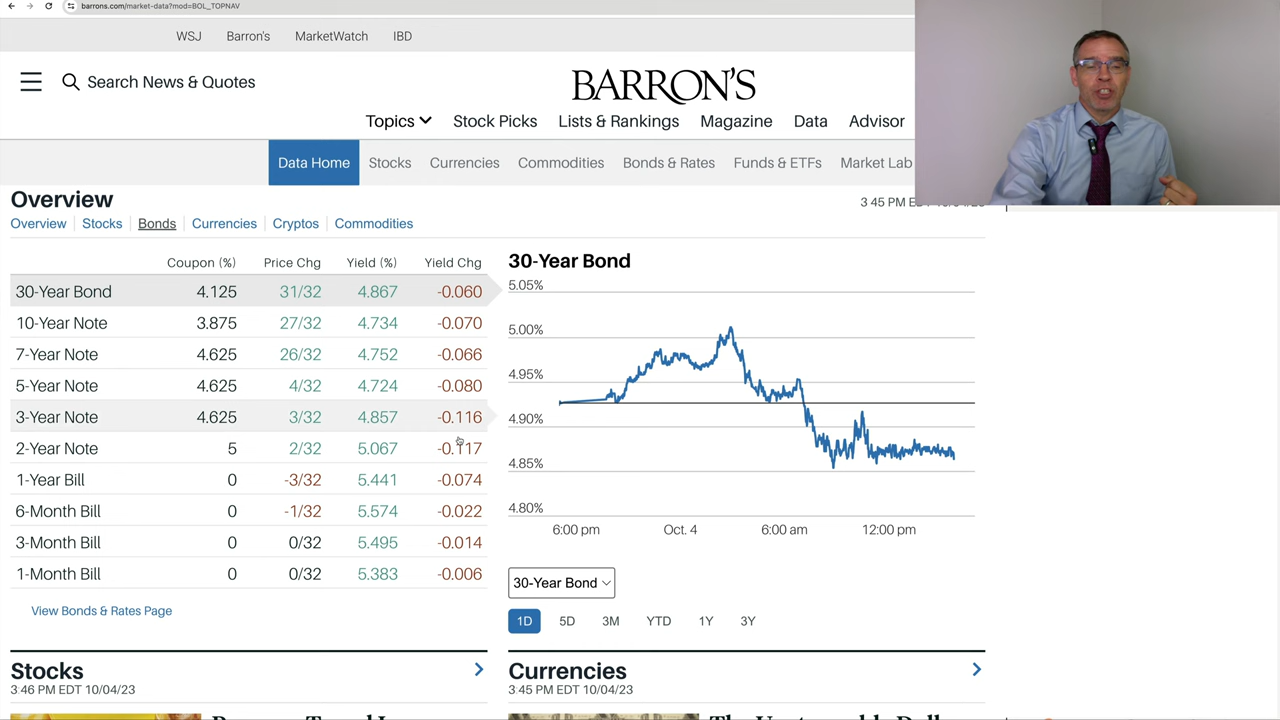 barrons.com/market-data?mod=BOL_TOPNAV
WSJ Barron's MarketWatch IBD
Search News & Quotes
BARRON'S
Topics Stock Picks Lists & Rankings Magazine Data Advisor
Data Home Stocks Currencies Commodities Bonds & Rates Funds & ETFs Market Lab
Overview
3 45 PM
Overview Stocks Bonds Currencies Cryptos Commodities
Coupon (%) Price Chg Yield (%) Yield Chg
30-Year Bond 4.125 31/32 4.867 -0.060
10-Year Note 3.875 27/32 4.734 -0.070
7-Year Note 4.625 26/32 4.752 -0.066
5-Year Note 4.625 4/32 4.724 -0.080
3-Year Note 4.625 3/32 4.857 -0.116
2-Year Note 5 2/32 5.067 -0.117
1-Year Bill 0 -3/32 5.441 -0.074
6-Month Bill 0 -1/32 5.574 -0.022
3-Month Bill 0 0/32 5.495 -0.014
1-Month Bill 0 0/32 5.383 -0.006
View Bonds & Rates Page
30-Year Bond
5.05%
5.00%
4.95%
4.90%
4.85%
4.80%
6:00 pm Oct. 4 6:00 am 12:00 pm
30-Year Bond
1D 5D 3M YTD 1Y 3Y
Stocks
3 46 PM EDT 10/04/23
Currencies
3:45 PM EDT 10/04/23